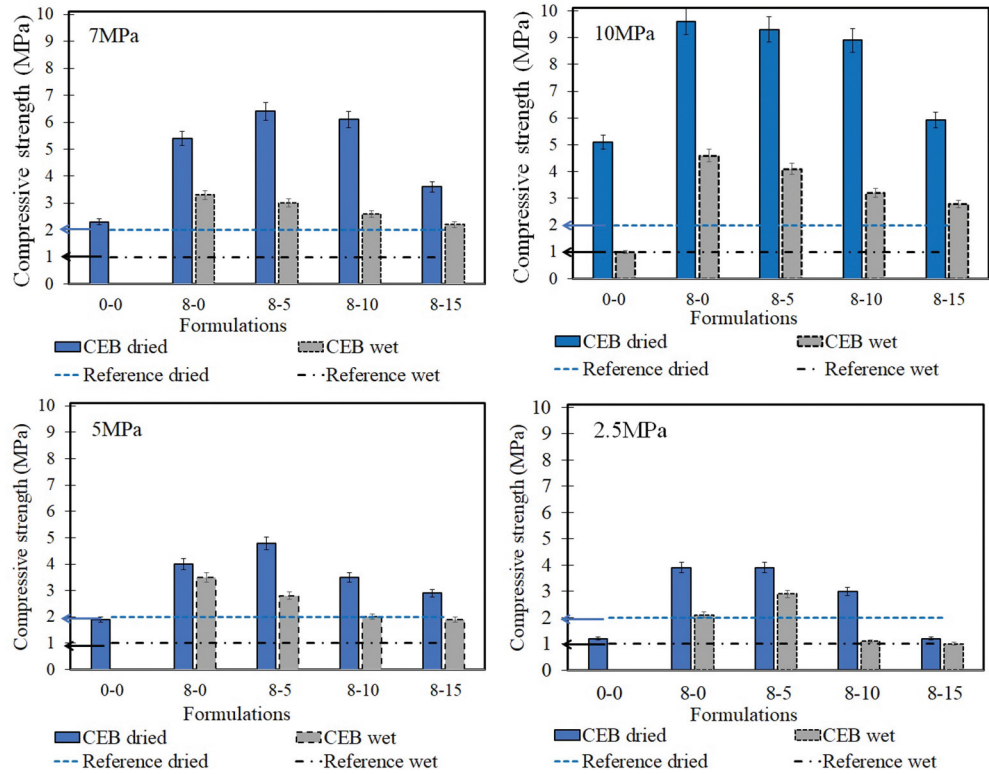 7MPa
Compressive strength (MPa)
10
9
8
7
6
5
4
3
2
1
0
0-0 8-0 8-5 8-10 8-15
Formulations
CEB dried CEB wet
Reference dried Reference wet
10MPa
Compressive strength (MPa)
10
9
8
7
6
5
4
3
2
1
0
0-0 8-0 8-5 8-10 8-15
Formulations
CEB dried CEB wet
Reference dried Reference wet
5MPa
Compressive strength (MPa)
10
9
8
7
6
5
4
3
2
1
0
0-0 8-0 8-5 8-10 8-15
Formulations
CEB dried CEB wet
Reference dried Reference wet
2.5MPa
Compressive strength (MPa)
10
9
8
7
6
5
4
3
2
1
0
0-0 8-0 8-5 8-10 8-15
Formulations
CEB dried CEB wet
Reference dried Reference wet